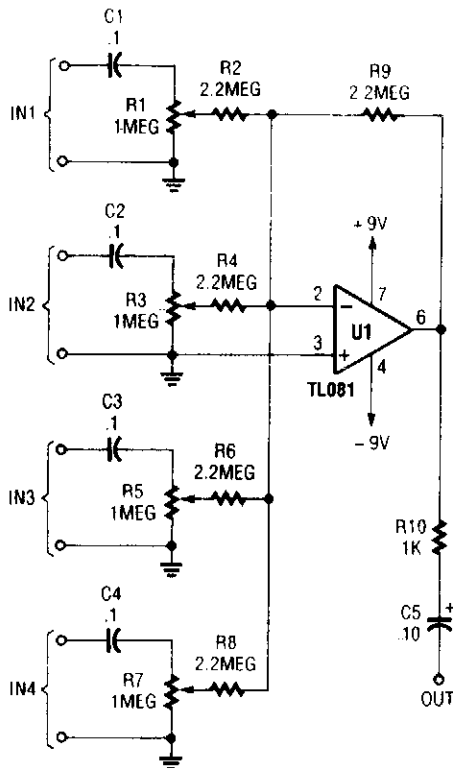 C1
.1
R2
2.2MEG
R9
2.2MEG
IN1
R1
1MEG
C2
.1
R4
2.2MEG
+9V
IN2
R3
1MEG
2
7
–
6
U1
3
+
4
TL081
–9V
C3
.1
R6
2.2MEG
IN3
R5
1MEG
R10
1K
C4
.1
R8
2.2MEG
C5
.10
+
IN4
R7
1MEG
OUT